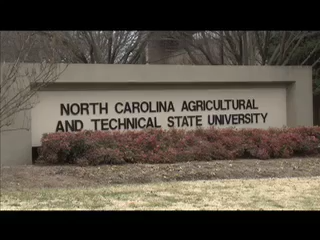 NORTH CAROLINA AGRICULTURAL
AND TECHNICAL STATE UNIVERSITY